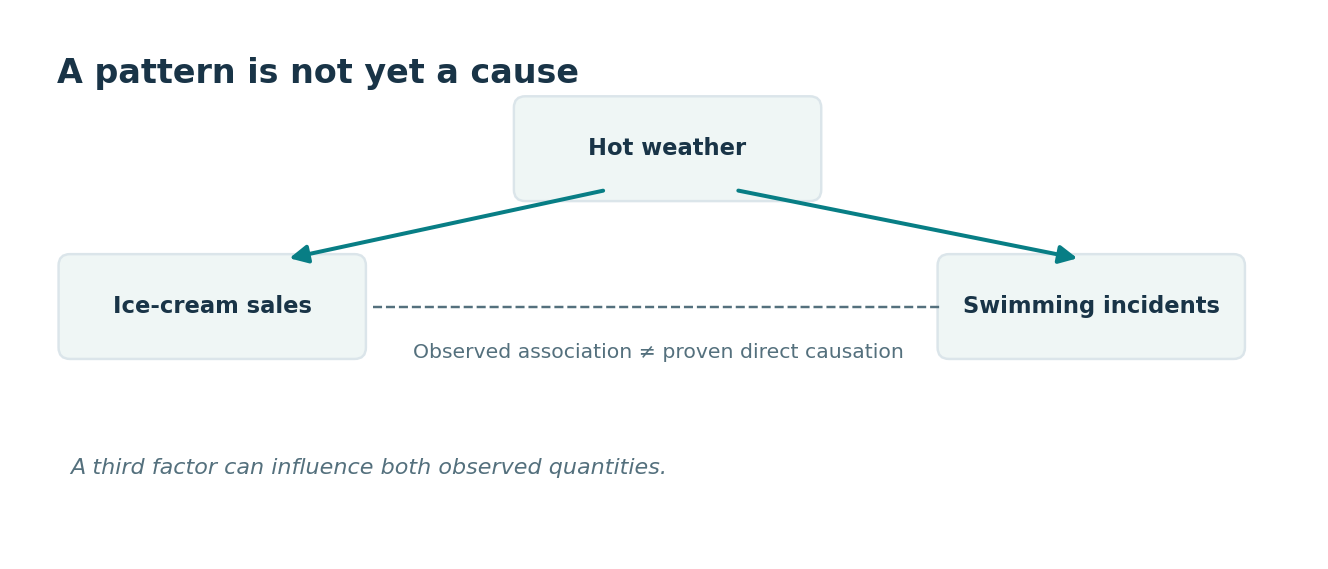 A pattern is not yet a cause
Hot weather
Ice-cream sales
Swimming incidents
Observed association ≠ proven direct causation
A third factor can influence both observed quantities.